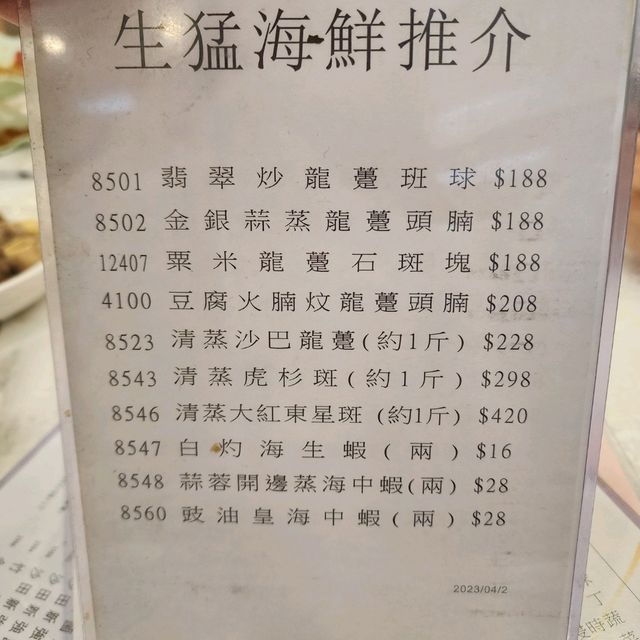 生猛海鮮推介
8501 翡翠炒龍躉班球 $188
8502 金銀蒜蒸龍躉頭腩 $188
12407 粟米龍躉石斑塊 $188
4100 豆腐火腩炆龍躉頭腩 $208
8523 清蒸沙巴龍躉(約1斤) $228
8543 清蒸虎杉斑(約1斤) $298
8546 清蒸大紅東星斑 (約1斤) $420
8547 白灼海生蝦(兩) $16
8548 蒜蓉開邊蒸海中蝦(兩) $28
8560 豉油皇海中蝦(兩) $28
2023/04/2
時蔬